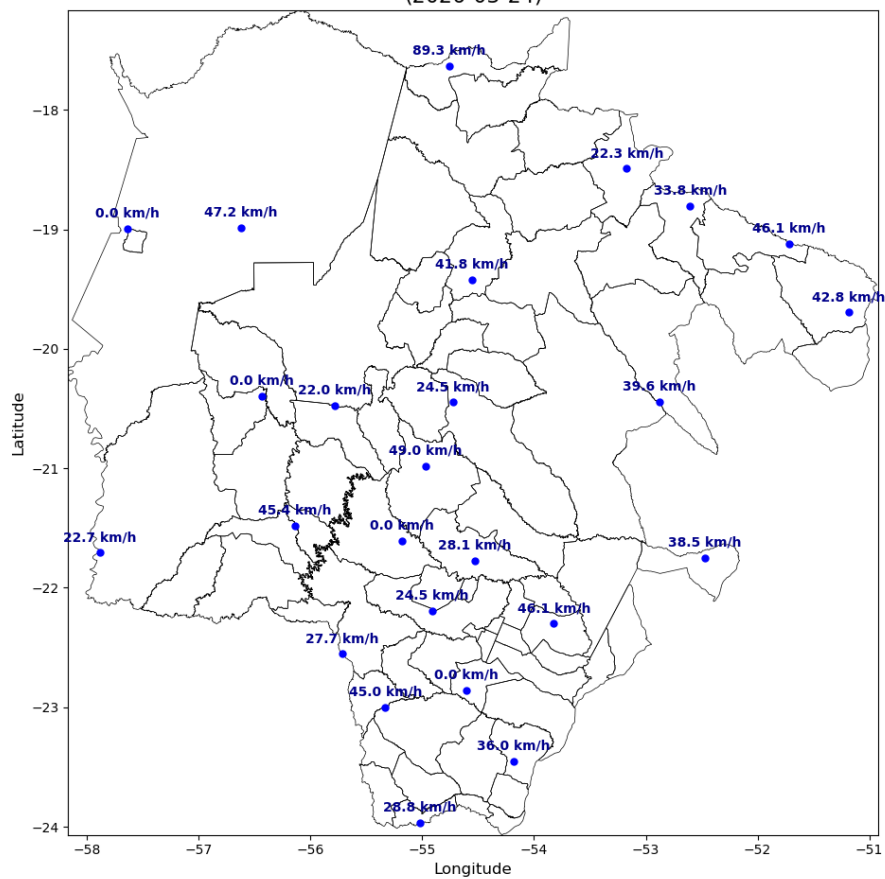 89.3 km/h
22.3 km/h
33.8 km/h
0.0 km/h
47.2 km/h
46.1 km/h
41.8 km/h
42.8 km/h
0.0 km/h
22.0 km/h
24.5 km/h
39.6 km/h
49.0 km/h
45.4 km/h
0.0 km/h
22.7 km/h
28.1 km/h
38.5 km/h
24.5 km/h
46.1 km/h
27.7 km/h
0.0 km/h
45.0 km/h
36.0 km/h
28.8 km/h
−18
−19
−20
−21
−22
−23
−24
Latitude
−58 −57 −56 −55 −54 −53 −52 −51
Longitude